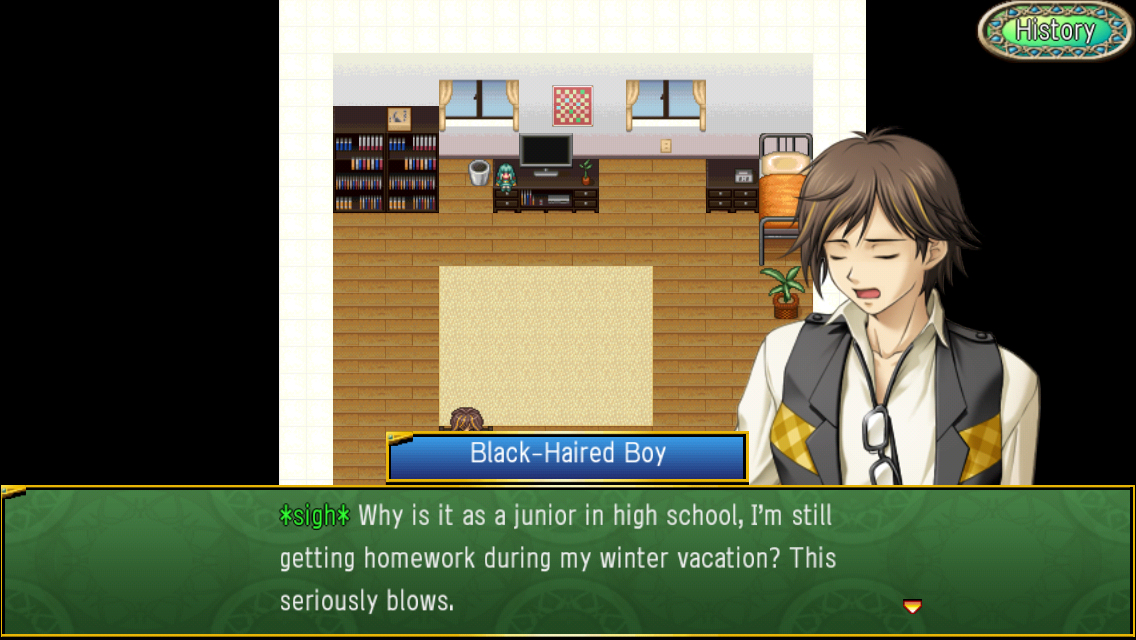 History
Black-Haired Boy
*sigh* Why is it as a junior in high school, I'm still
getting homework during my winter vacation? This
seriously blows.